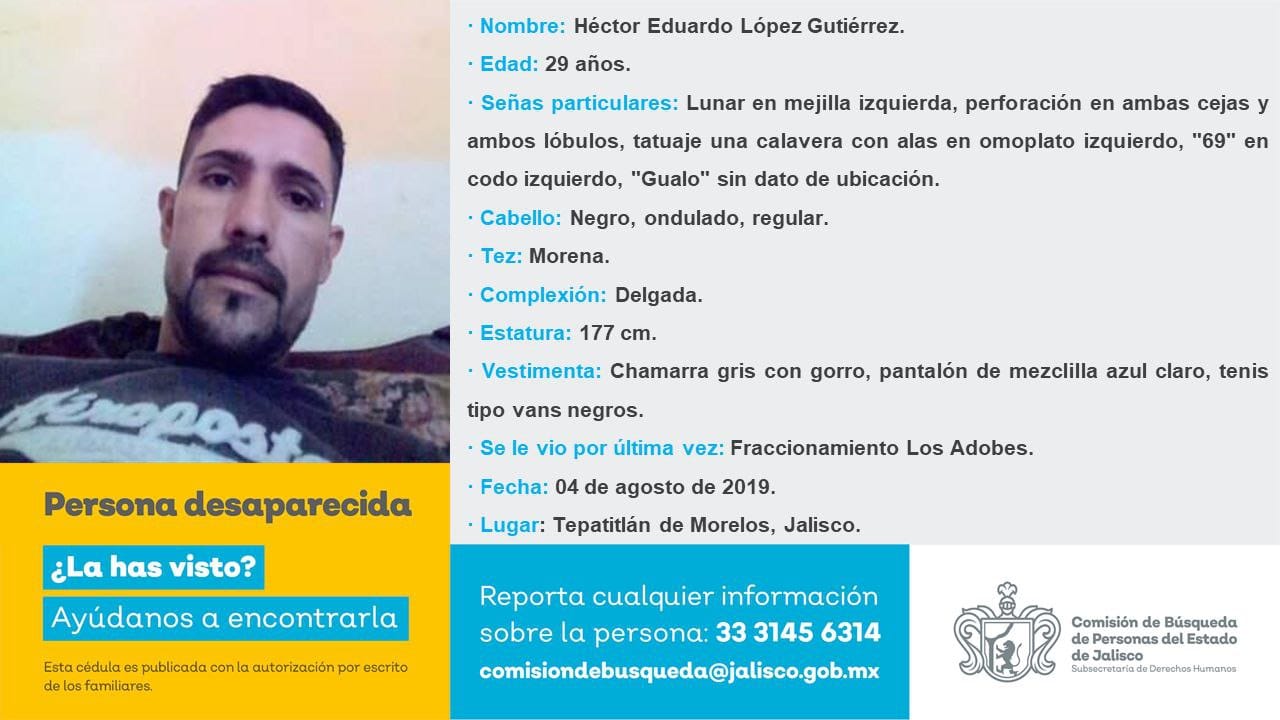 · Nombre: Héctor Eduardo López Gutiérrez.
· Edad: 29 años.
· Señas particulares: Lunar en mejilla izquierda, perforación en ambas cejas y
ambos lóbulos, tatuaje una calavera con alas en omoplato izquierdo, "69" en
codo izquierdo, "Gualo" sin dato de ubicación.
· Cabello: Negro, ondulado, regular.
· Tez: Morena.
· Complexión: Delgada.
· Estatura: 177 cm.
· Vestimenta: Chamarra gris con gorro, pantalón de mezclilla azul claro, tenis
tipo vans negros.
· Se le vio por última vez: Fraccionamiento Los Adobes.
· Fecha: 04 de agosto de 2019.
· Lugar: Tepatitlán de Morelos, Jalisco.
Aéroposta
Persona desaparecida
¿La has visto?
Ayúdanos a encontrarla
Esta cédula es publicada con la autorización por escrito
de los familiares.
Reporta cualquier información
sobre la persona: 33 3145 6314
comisiondebusqueda@jalisco.gob.mx
Comisión de Búsqueda
de Personas del Estado
de Jalisco
Subsecretaría de Derechos Humanos